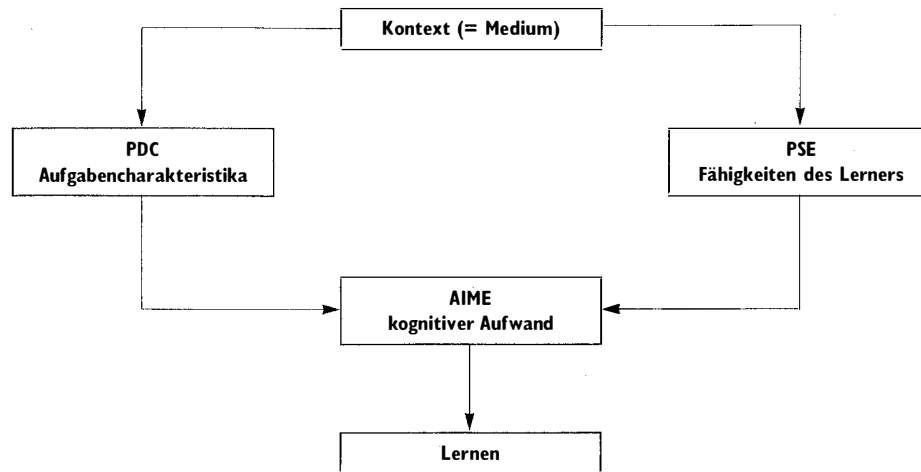 Kontext (= Medium)
PDC
Aufgabencharakteristika
PSE
Fähigkeiten des Lerners
AIME
kognitiver Aufwand
Lernen